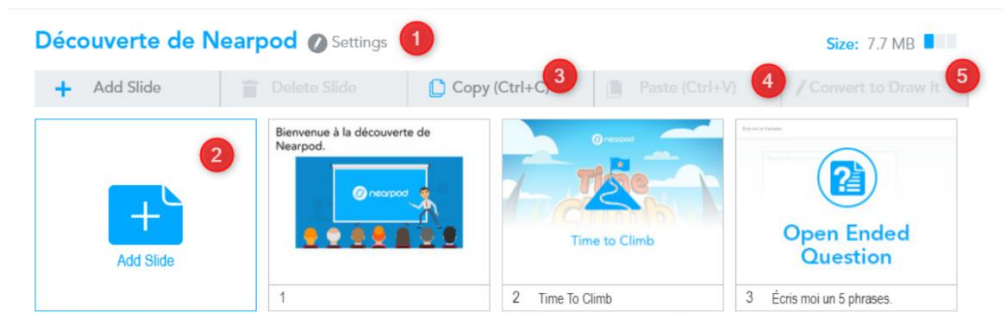 Découverte de Nearpod Settings 1 Size: 7.7 MB
Add Slide Delete Slide Copy (Ctrl+C) 3 Paste (Ctrl+V) 4 Convert to Draw It 5
2
Add Slide
Bienvenue à la découverte de
Nearpod.
nearpod
1
nearpod
Time
Climb
Time to Climb
2 Time To Climb
Open Ended
Question
3 Écris moi un 5 phrases.